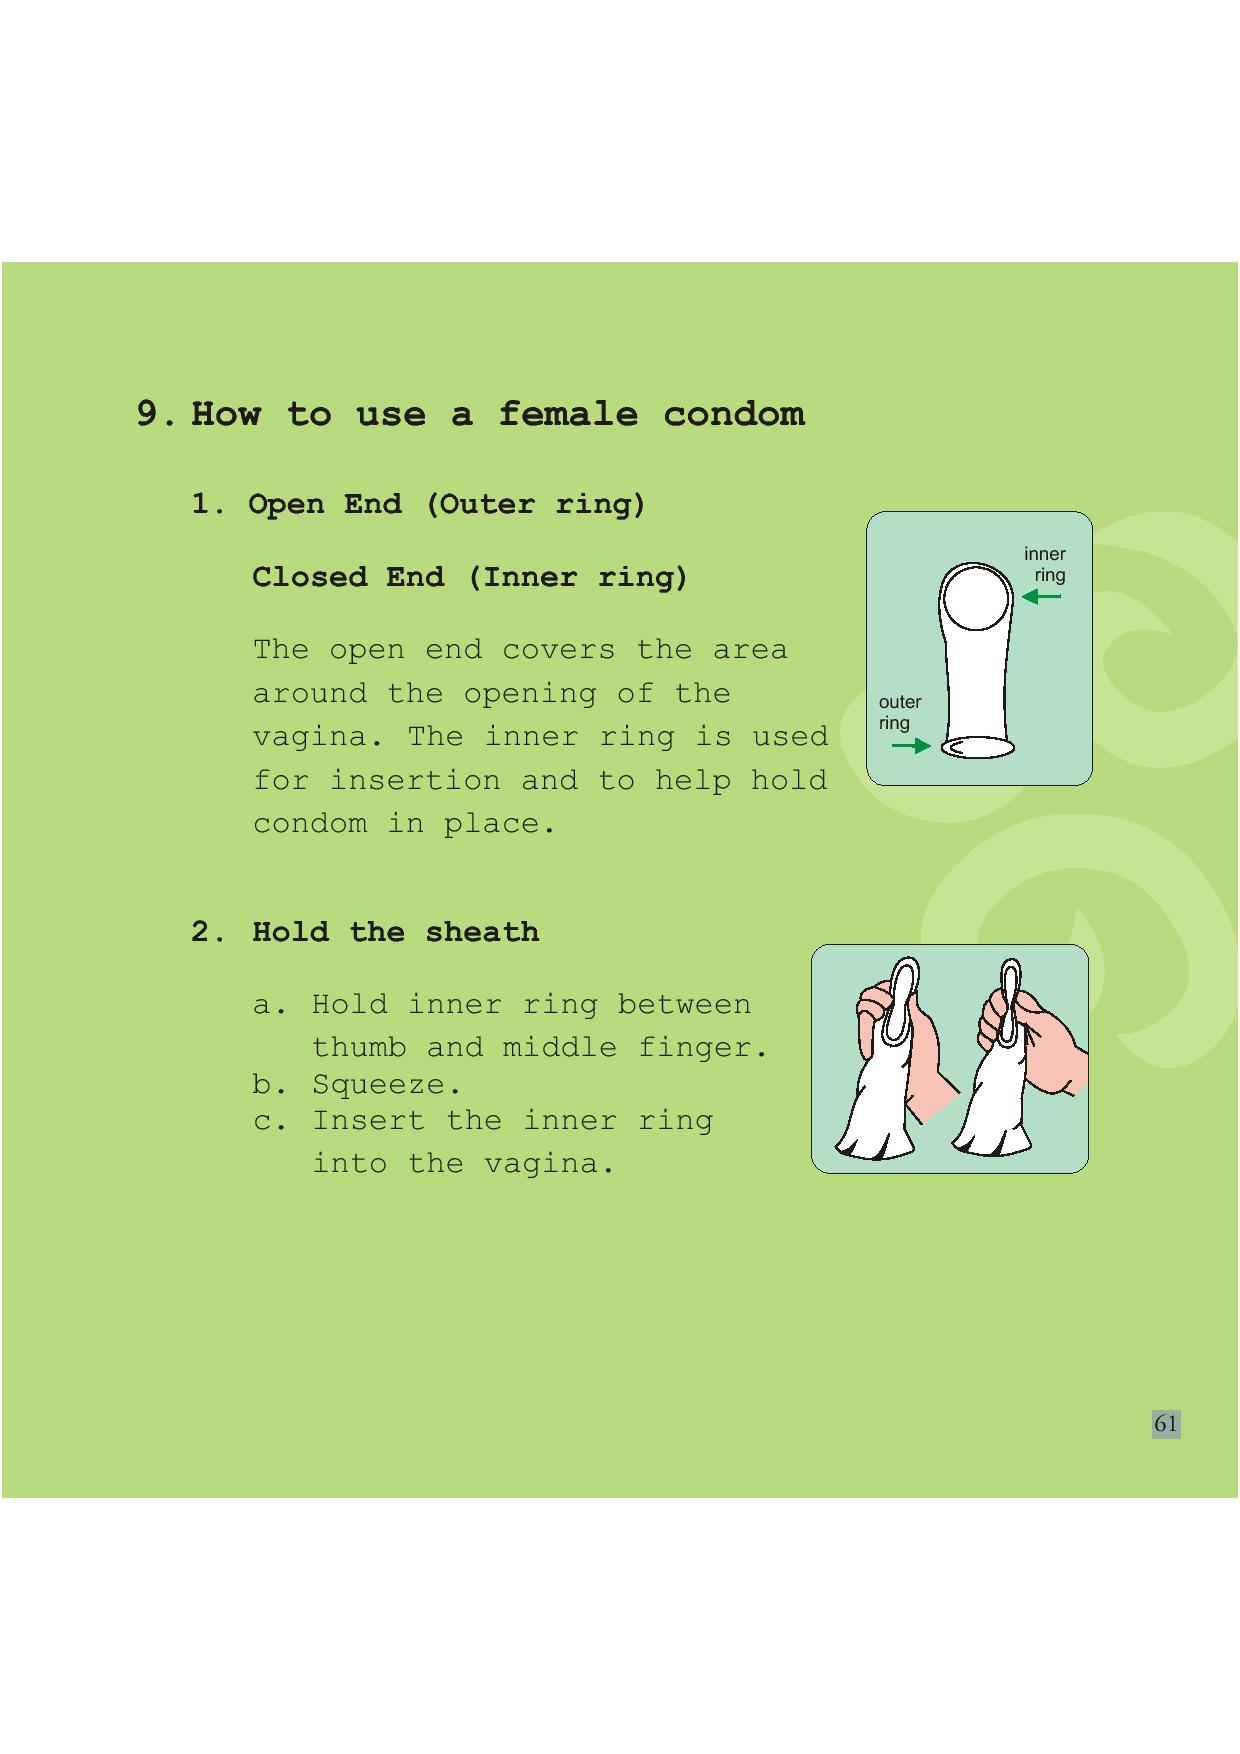 9. How to use a female condom
1. Open End (Outer ring)
Closed End (Inner ring)
The open end covers the area
around the opening of the
vagina. The inner ring is used
for insertion and to help hold
condom in place.
inner
ring
outer
ring
2. Hold the sheath
a. Hold inner ring between
thumb and middle finger.
b. Squeeze.
c. Insert the inner ring
into the vagina.
61